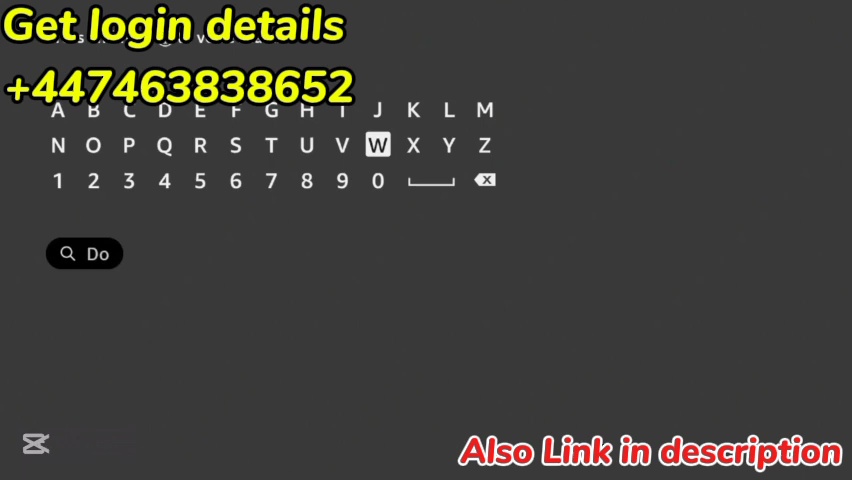 Get login details
+447463838652
A B C D E F G H I J K L M
N O P Q R S T U V W X Y Z
1 2 3 4 5 6 7 8 9 0
Do
Also Link in description